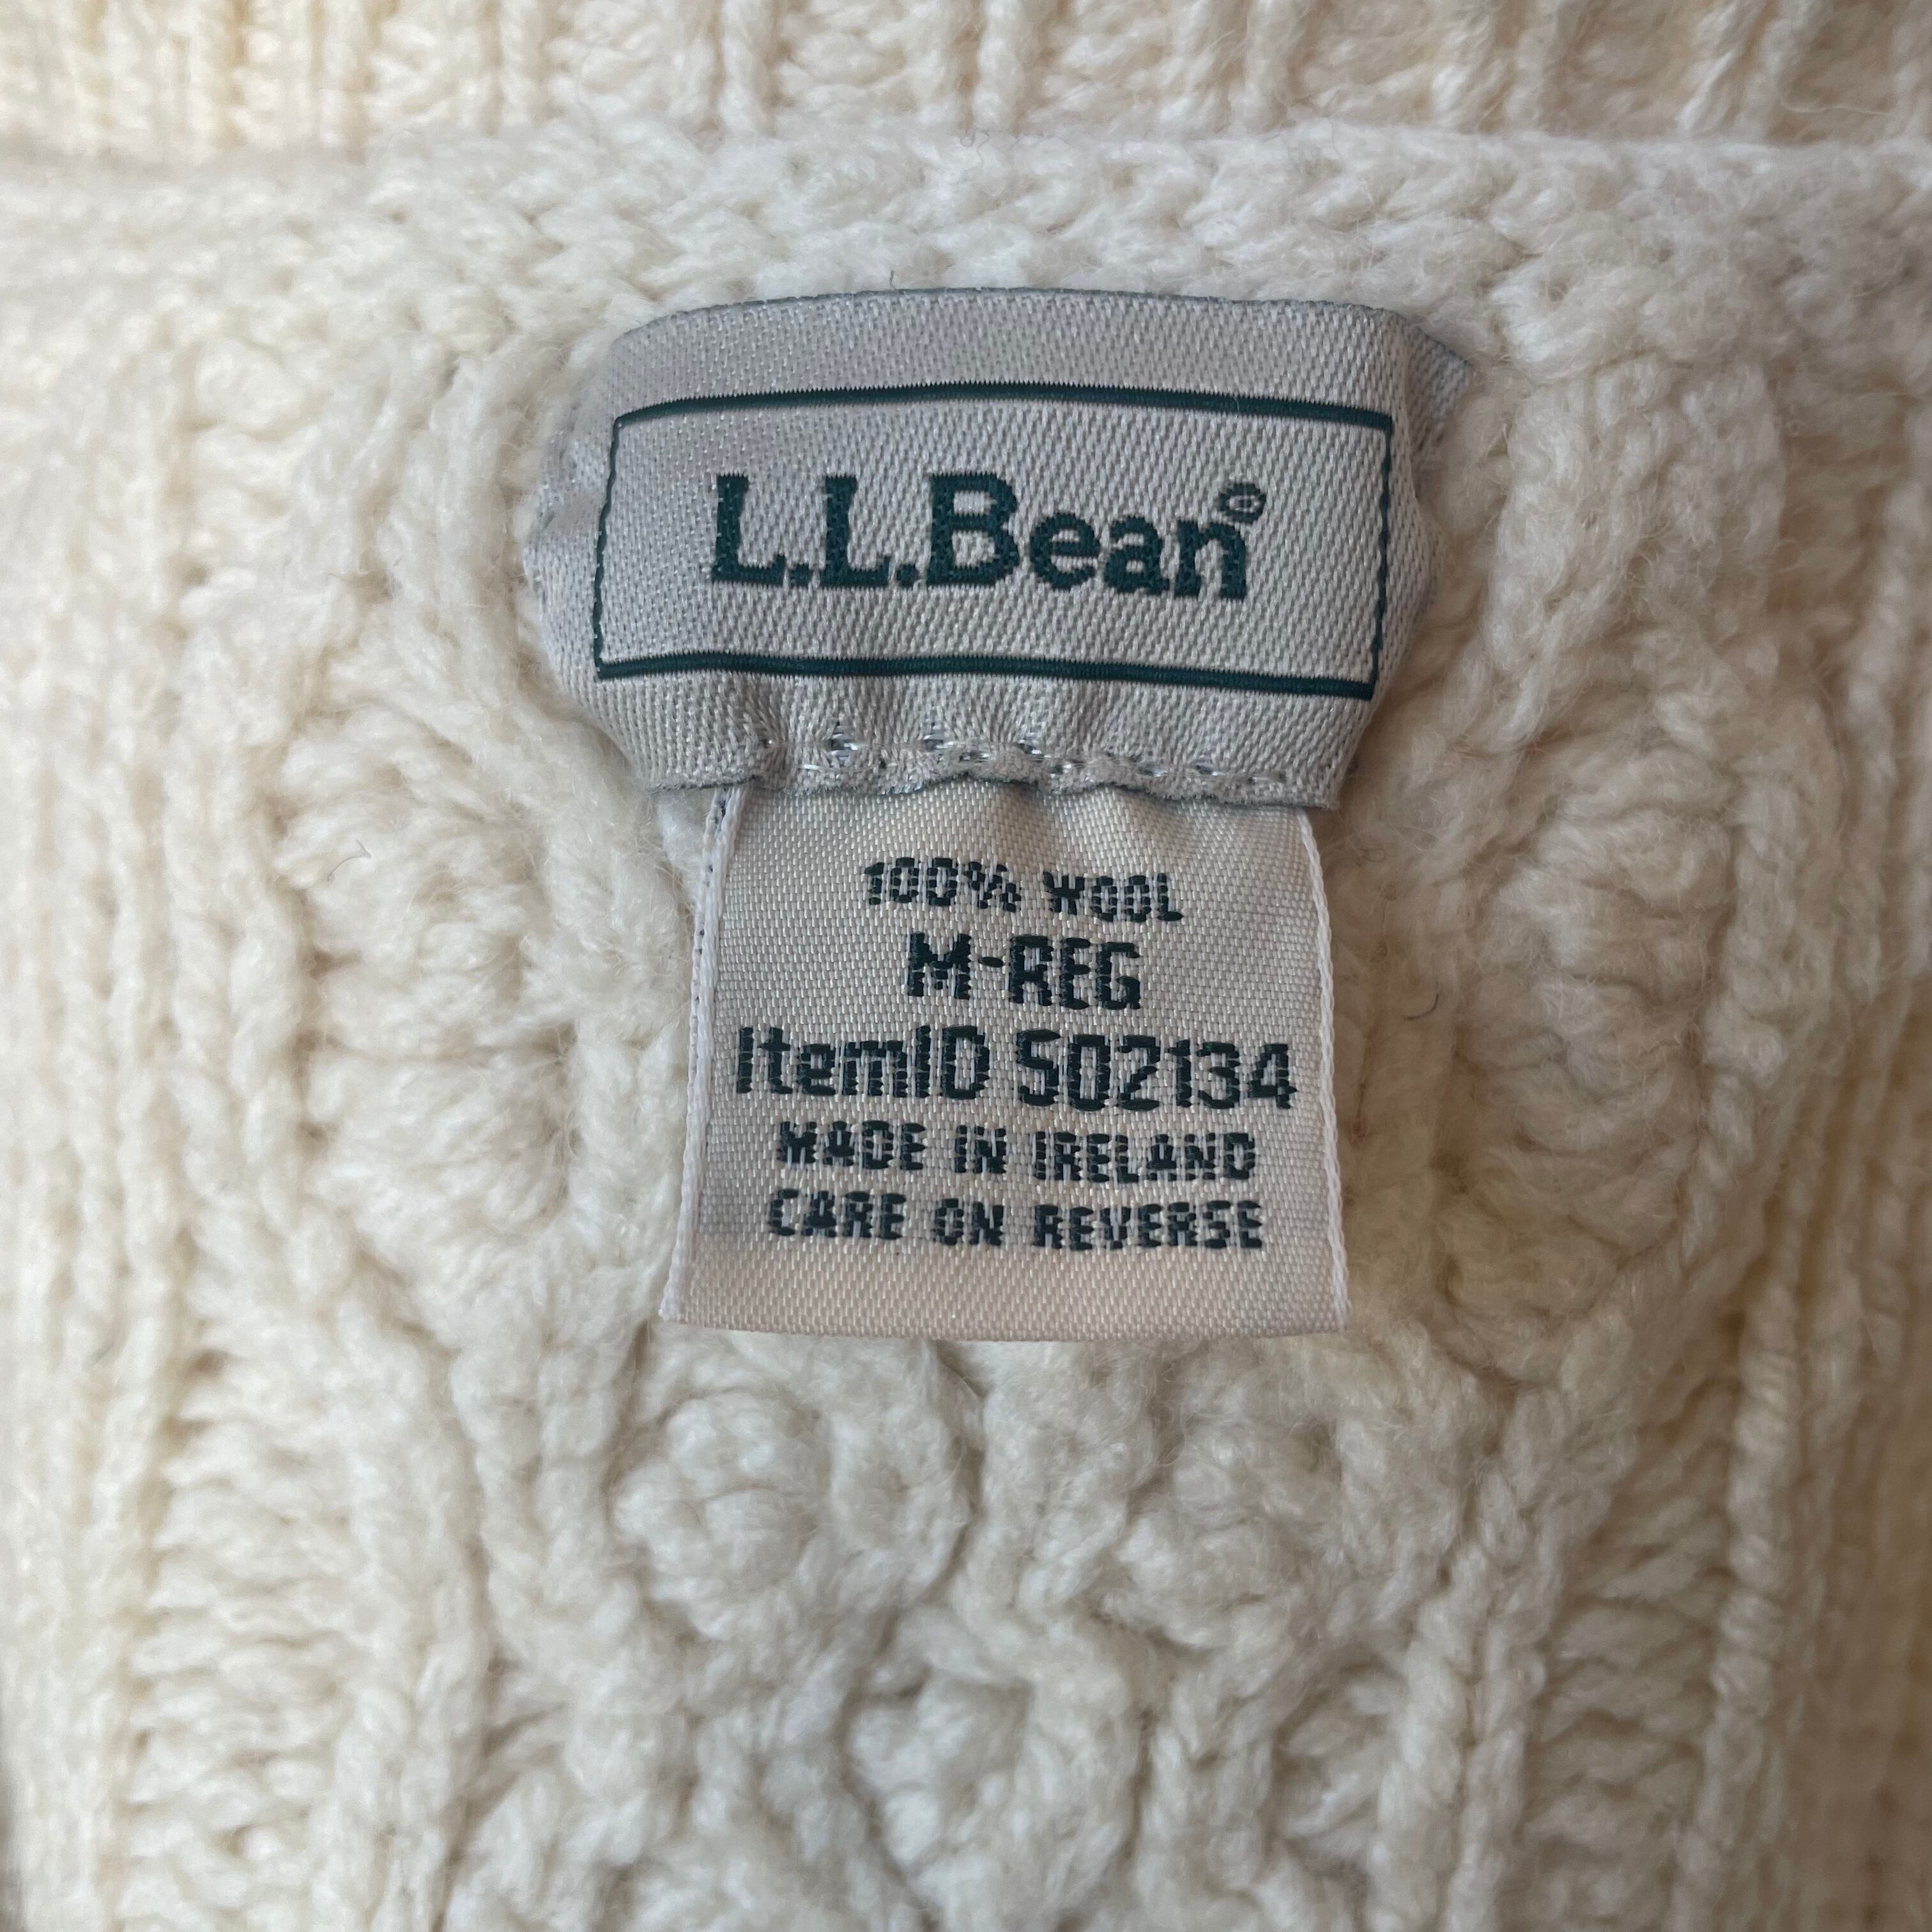 L.L.Bean®
100% WOOL
M-REG
ItemID 502134
MADE IN IRELAND
CARE ON REVERSE